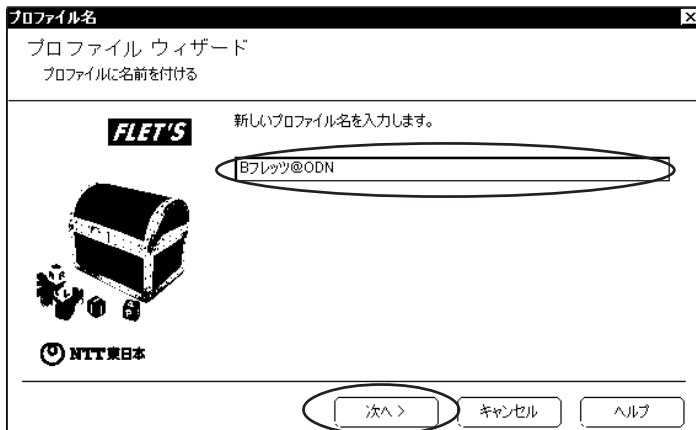 プロファイル名
プロファイル ウィザード
プロファイルに名前を付ける
FLET'S
新しいプロファイル名を入力します。
Bフレッツ@ODN
NTT東日本
次へ >
キャンセル
ヘルプ